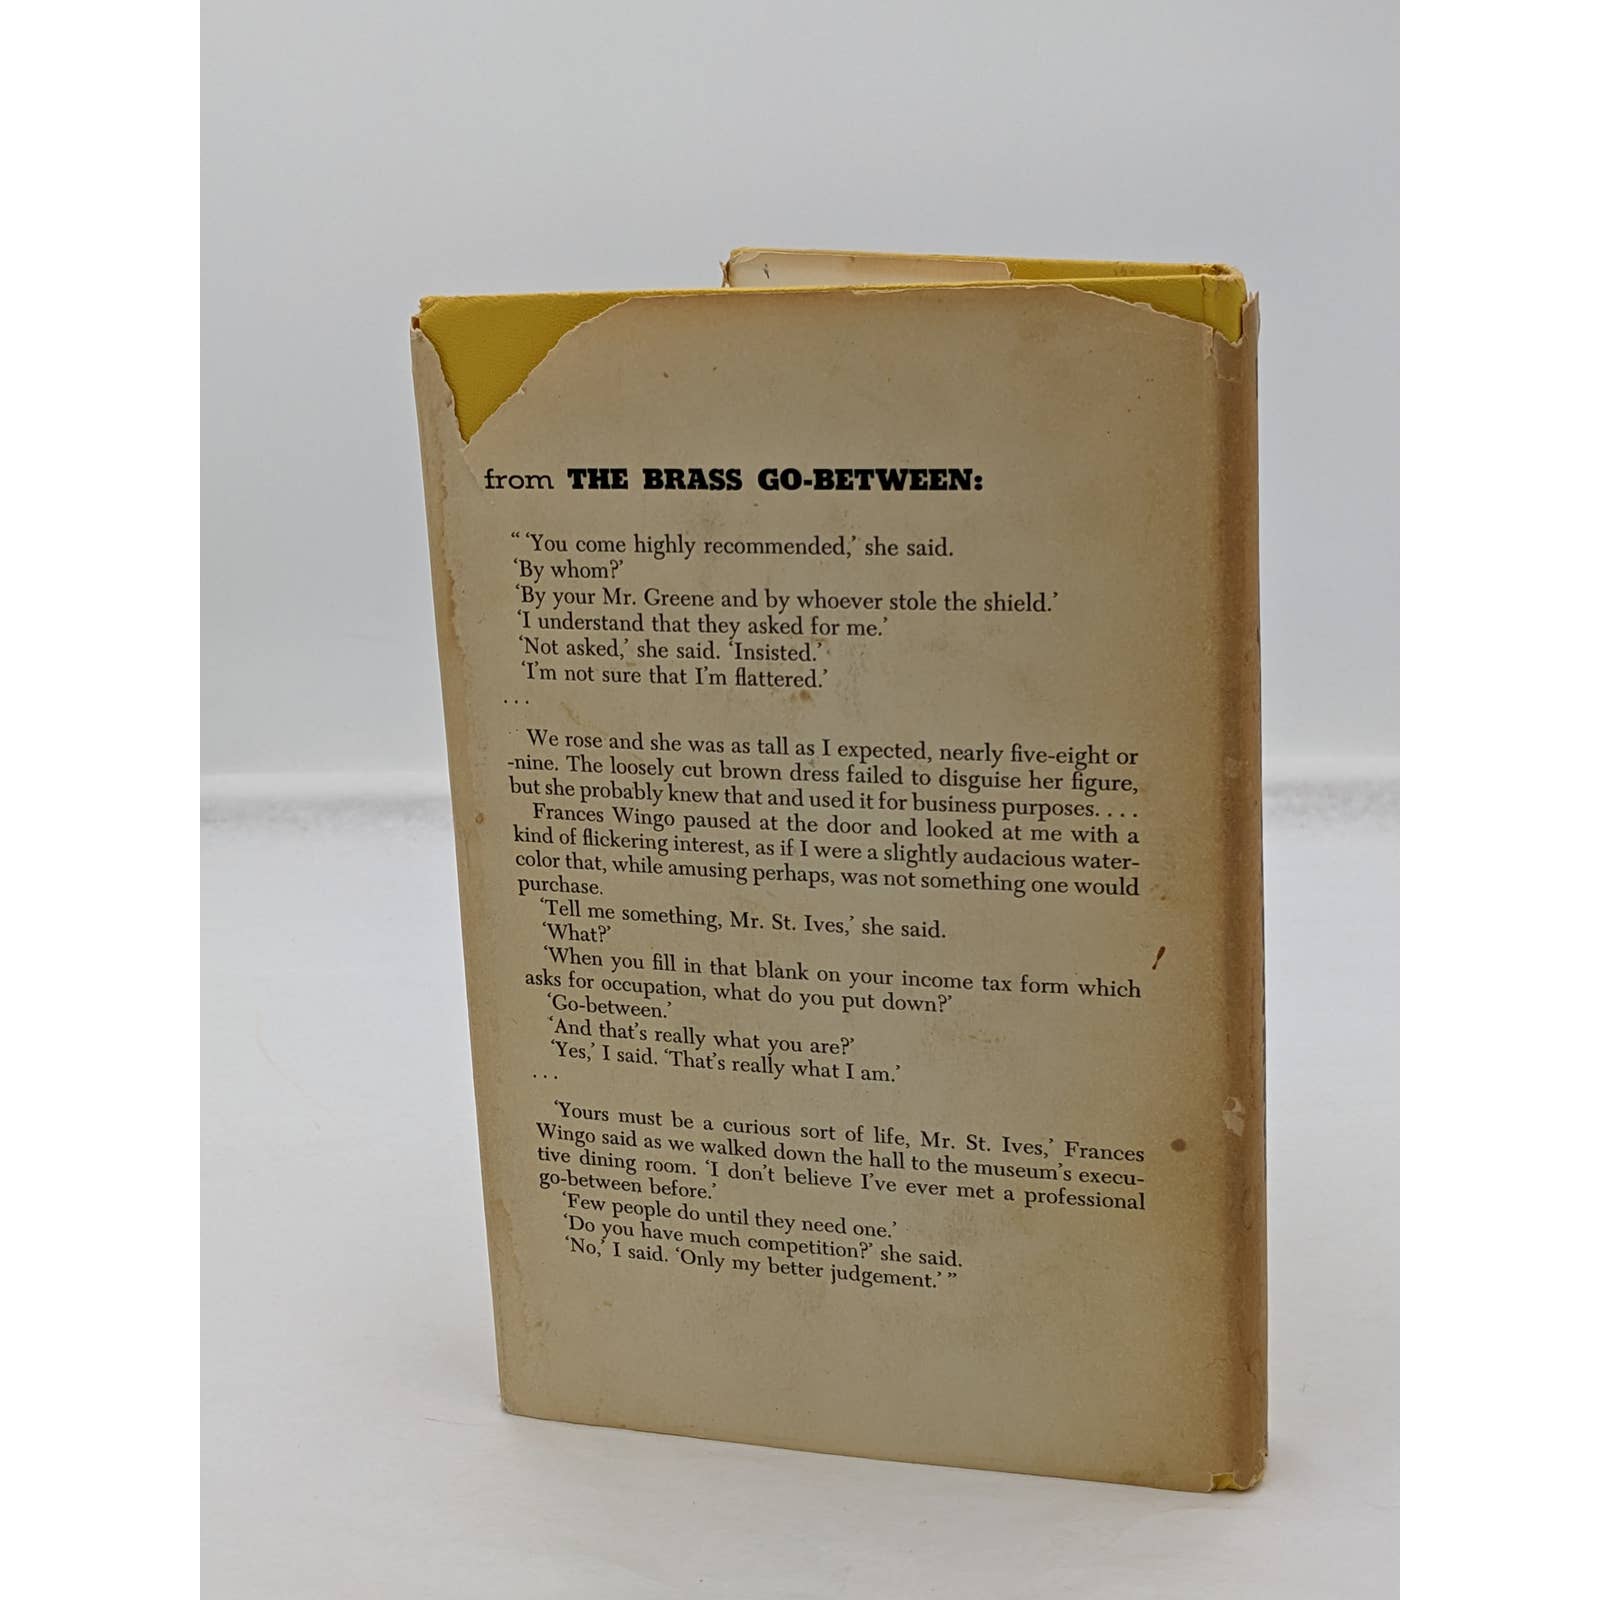 from THE BRASS GO-BETWEEN:
“ ‘You come highly recommended,’ she said.
‘By whom?’
‘By your Mr. Greene and by whoever stole the shield.’
‘I understand that they asked for me.’
‘Not asked,’ she said. ‘Insisted.’
‘I’m not sure that I’m flattered.’
. . .
We rose and she was as tall as I expected, nearly five-eight or
-nine. The loosely cut brown dress failed to disguise her figure,
but she probably knew that and used it for business purposes. . . .
Frances Wingo paused at the door and looked at me with a
kind of flickering interest, as if I were a slightly audacious water-
color that, while amusing perhaps, was not something one would
purchase.
‘Tell me something, Mr. St. Ives,’ she said.
‘What?’
‘When you fill in that blank on your income tax form which
asks for occupation, what do you put down?’
‘Go-between.’
‘And that’s really what you are?’
‘Yes,’ I said. ‘That’s really what I am.’
. . .
‘Yours must be a curious sort of life, Mr. St. Ives,’ Frances
Wingo said as we walked down the hall to the museum’s execu-
tive dining room. ‘I don’t believe I’ve ever met a professional
go-between before.’
‘Few people do until they need one.’
‘Do you have much competition?’ she said.
‘No,’ I said. ‘Only my better judgement.’ ”